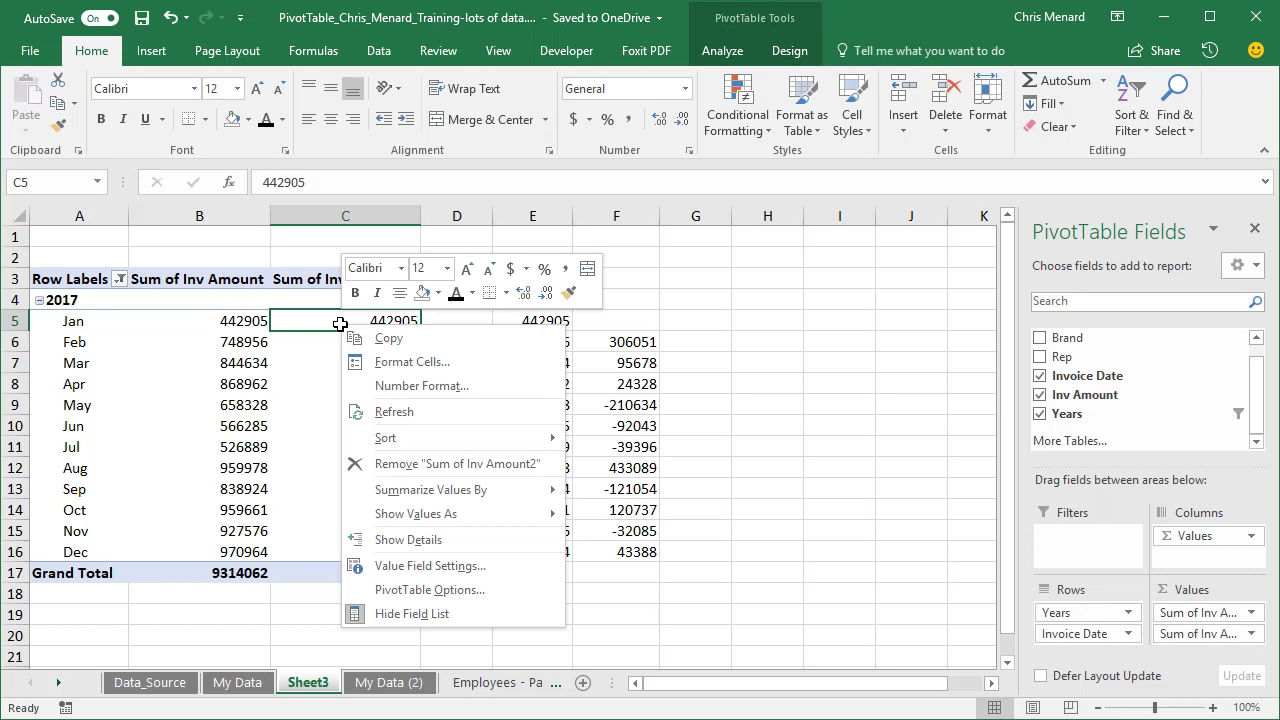 AutoSave On PivotTable_Chris_Menard_Training-lots of data.... - Saved to OneDrive PivotTable Tools Chris Menard
File Home Insert Page Layout Formulas Data Review View Developer Foxit PDF Analyze Design Tell me what you want to do Share
Paste Calibri 12 Wrap Text General Conditional Formatting Format as Table Cell Styles Insert Delete Format AutoSum Fill Clear Sort & Filter Find & Select
B I U A Merge & Center $ % ,
Clipboard Font Alignment Number Styles Cells Editing
C5 fx 442905
A B C D E F G H I J K
1
2
3 Row Labels Sum of Inv Amount Sum of Inv
4 2017
5 Jan 442905 442905 442905
6 Feb 748956 306051
7 Mar 844634 95678
8 Apr 868962 24328
9 May 658328 -210634
10 Jun 566285 -92043
11 Jul 526889 -39396
12 Aug 959978 433089
13 Sep 838924 -121054
14 Oct 959661 120737
15 Nov 927576 -32085
16 Dec 970964 43388
17 Grand Total 9314062
18
19
20
21
Calibri 12 A A $ % ,
B I A
Copy
Format Cells...
Number Format...
Refresh
Sort
Remove "Sum of Inv Amount2"
Summarize Values By
Show Values As
Show Details
Value Field Settings...
PivotTable Options...
Hide Field List
PivotTable Fields
Choose fields to add to report:
Search
Brand
Rep
Invoice Date
Inv Amount
Years
More Tables...
Drag fields between areas below:
Filters Columns
Values
Rows Values
Years Sum of Inv A...
Invoice Date Sum of Inv A...
Defer Layout Update Update
Data_Source My Data Sheet3 My Data (2) Employees - Pa ...
Ready 100%